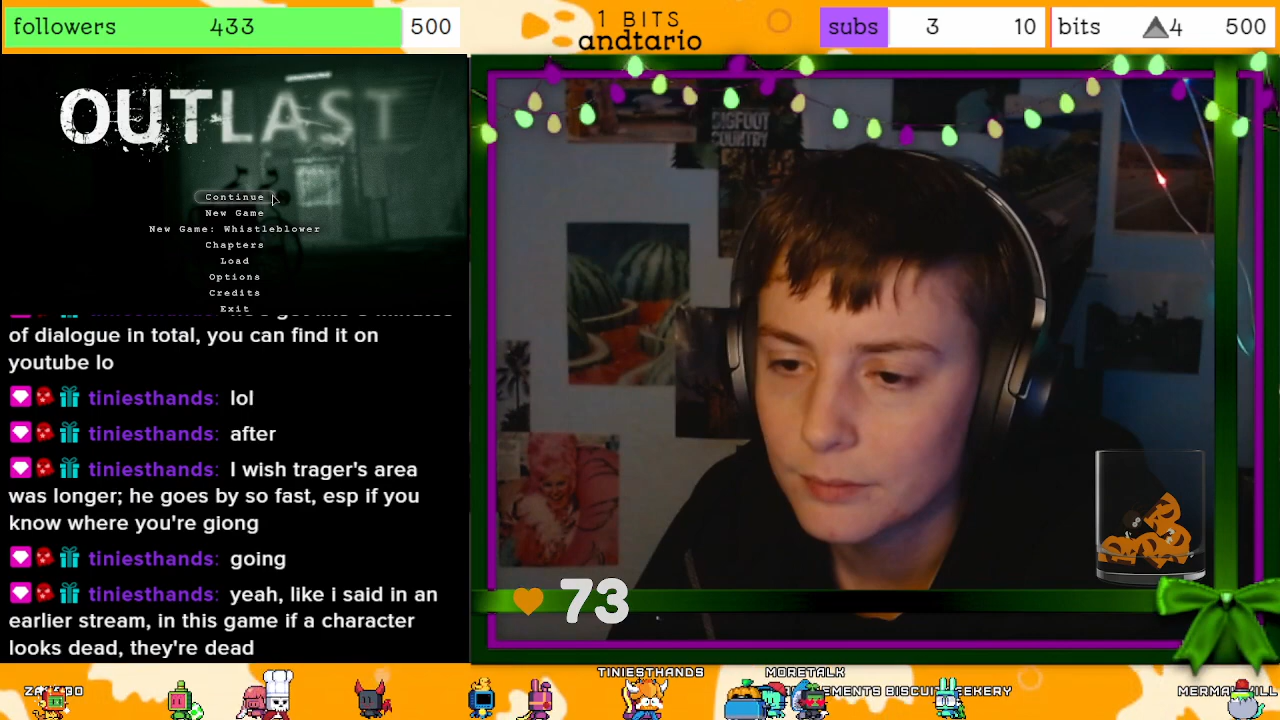 followers 433 500
1 BITS
andtario
subs 3 10
bits 4 500
OUTLAST
BIGFOOT
COUNTRY
Continue
New Game
New Game: Whistleblower
Chapters
Load
Options
Credits
Exit
of dialogue in total, you can find it on
youtube lo
tiniesthands: lol
tiniesthands: after
tiniesthands: I wish trager's area
was longer; he goes by so fast, esp if you
know where you're giong
tiniesthands: going
tiniesthands: yeah, like i said in an
earlier stream, in this game if a character
looks dead, they're dead
73
TINIESTHANDS
MORETALK